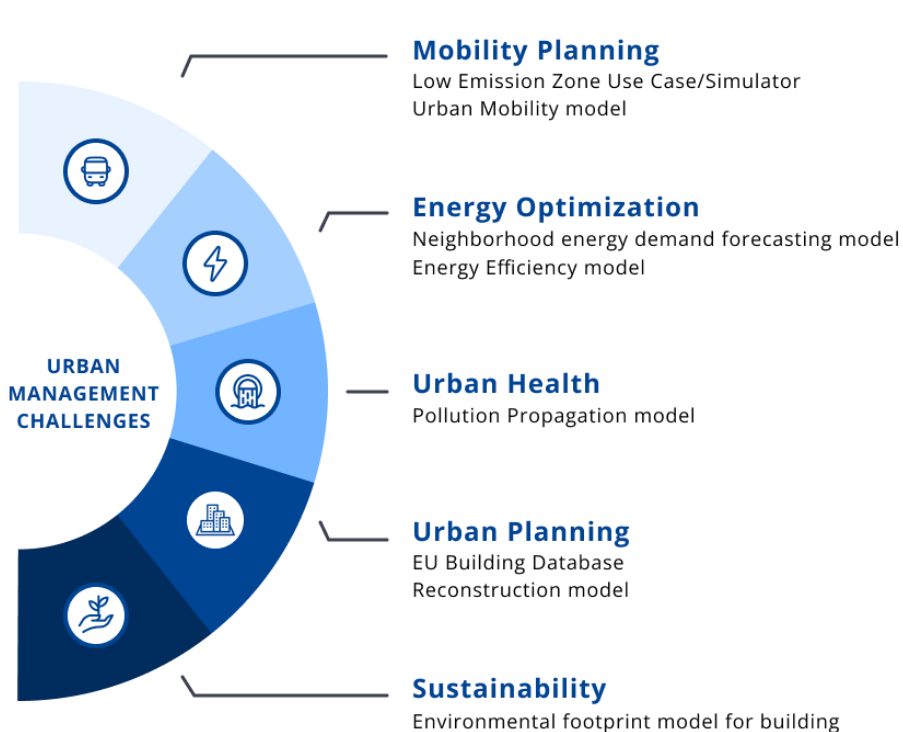 Mobility Planning
Low Emission Zone Use Case/Simulator
Urban Mobility model
Energy Optimization
Neighborhood energy demand forecasting model
Energy Efficiency model
URBAN
MANAGEMENT
CHALLENGES
Urban Health
Pollution Propagation model
Urban Planning
EU Building Database
Reconstruction model
Sustainability
Environmental footprint model for building